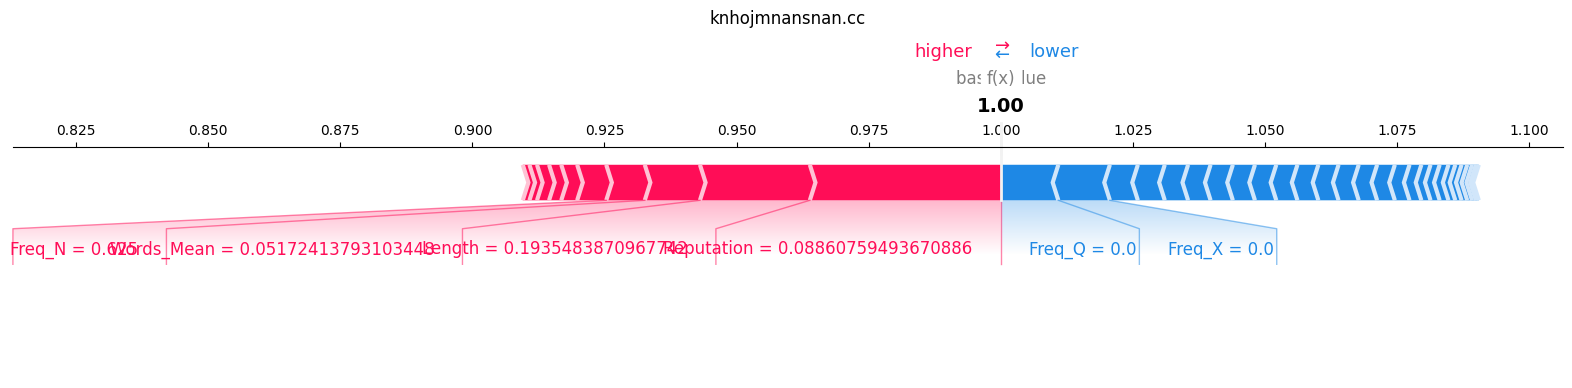 knhojmnansnan.cc
higher ⇄ lower
f(x)
1.00
0.825 0.850 0.875 0.900 0.925 0.950 0.975 1.000 1.025 1.050 1.075 1.100
Freq_N = 0.625 Words_Mean = 0.05172413793103448 Length = 0.1935483870967742 Reputation = 0.08860759493670886 Freq_Q = 0.0 Freq_X = 0.0